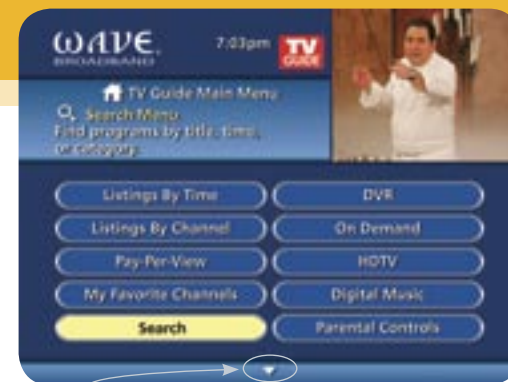 WAVE
BROADBAND
7:03pm
TV
GUIDE
TV Guide Main Menu
Search Menu
Find programs by title, time,
or category.
Listings By Time
DVR
Listings By Channel
On Demand
Pay-Per-View
HDTV
My Favorite Channels
Digital Music
Search
Parental Controls